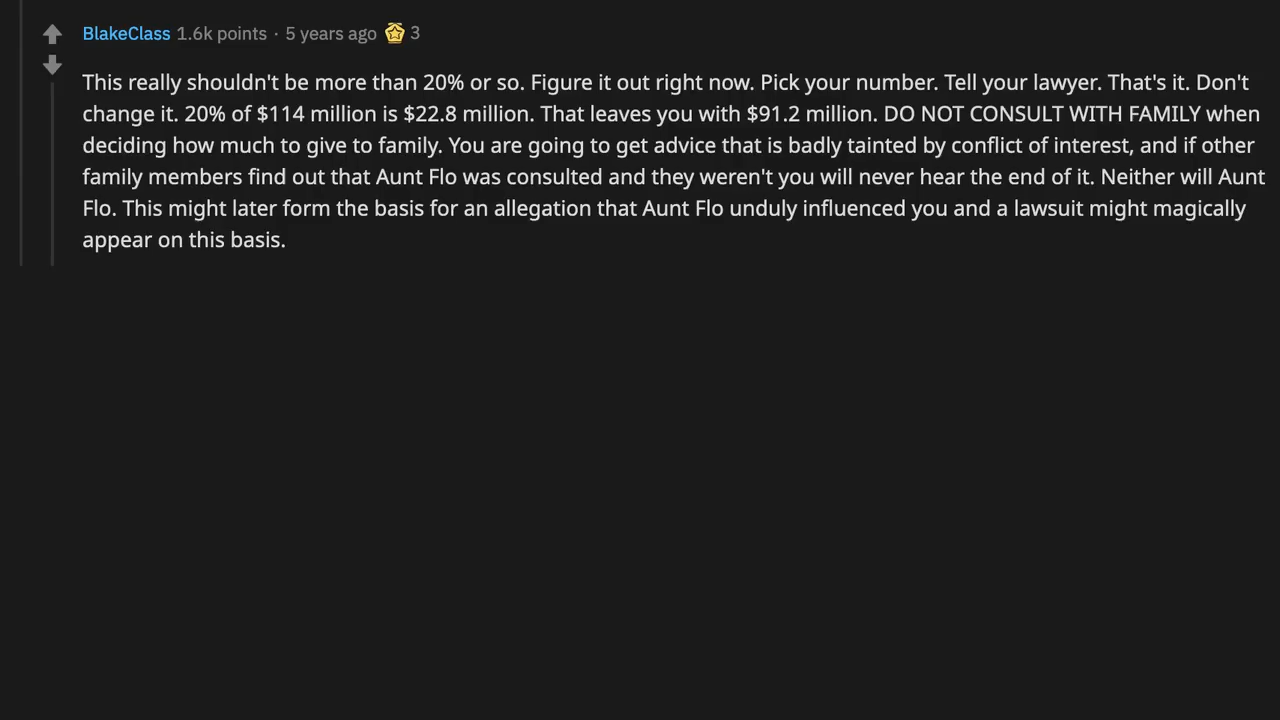 BlakeClass 1.6k points · 5 years ago 3
This really shouldn't be more than 20% or so. Figure it out right now. Pick your number. Tell your lawyer. That's it. Don't
change it. 20% of $114 million is $22.8 million. That leaves you with $91.2 million. DO NOT CONSULT WITH FAMILY when
deciding how much to give to family. You are going to get advice that is badly tainted by conflict of interest, and if other
family members find out that Aunt Flo was consulted and they weren't you will never hear the end of it. Neither will Aunt
Flo. This might later form the basis for an allegation that Aunt Flo unduly influenced you and a lawsuit might magically
appear on this basis.